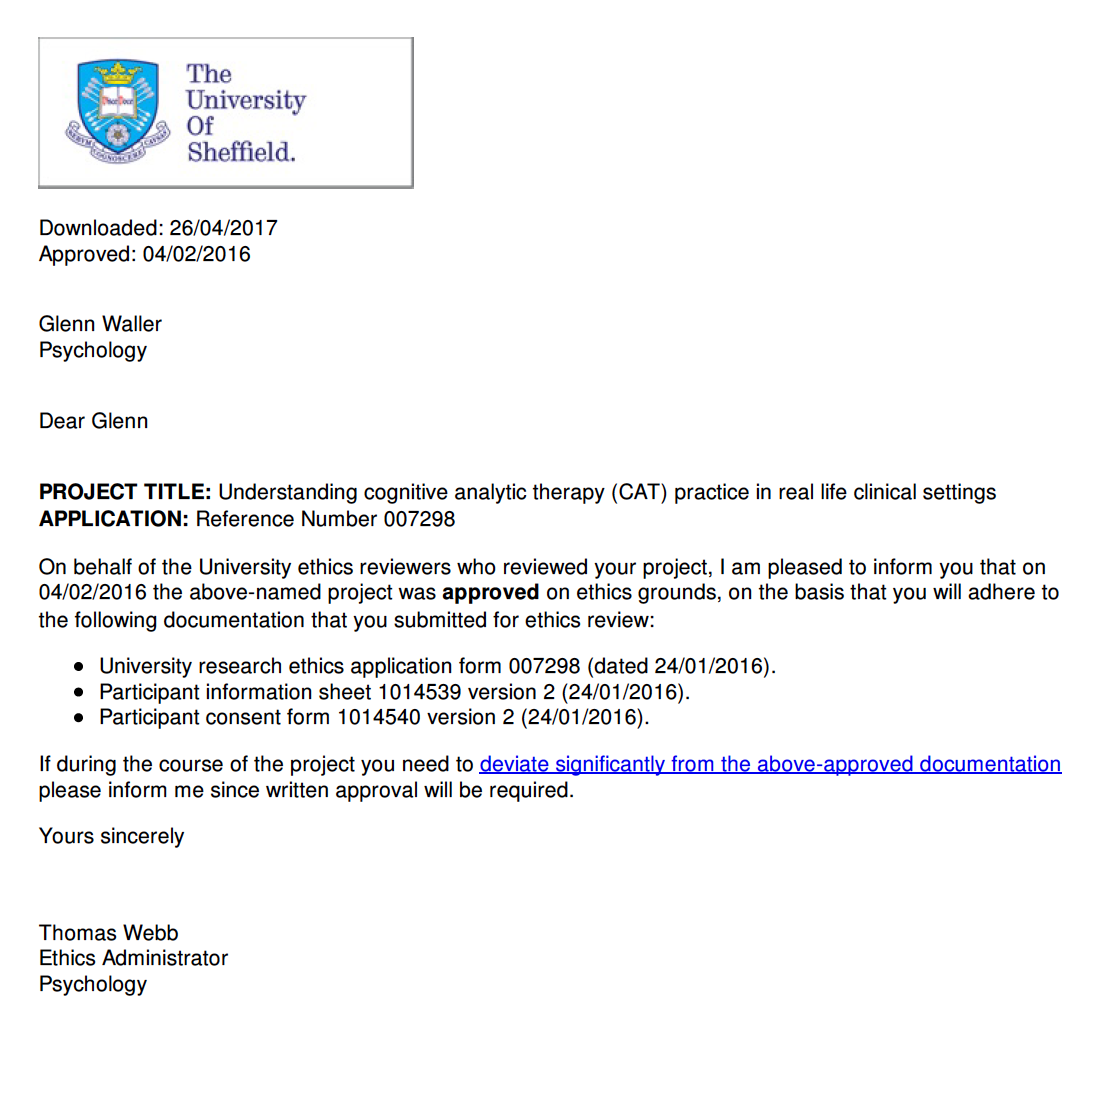 The
University
Of
Sheffield.
Disce Doce
RERVM COGNOSCERE CAVSAS
Downloaded: 26/04/2017
Approved: 04/02/2016
Glenn Waller
Psychology
Dear Glenn
PROJECT TITLE: Understanding cognitive analytic therapy (CAT) practice in real life clinical settings
APPLICATION: Reference Number 007298
On behalf of the University ethics reviewers who reviewed your project, I am pleased to inform you that on
04/02/2016 the above-named project was approved on ethics grounds, on the basis that you will adhere to
the following documentation that you submitted for ethics review:
• University research ethics application form 007298 (dated 24/01/2016).
• Participant information sheet 1014539 version 2 (24/01/2016).
• Participant consent form 1014540 version 2 (24/01/2016).
If during the course of the project you need to deviate significantly from the above-approved documentation
please inform me since written approval will be required.
Yours sincerely
Thomas Webb
Ethics Administrator
Psychology